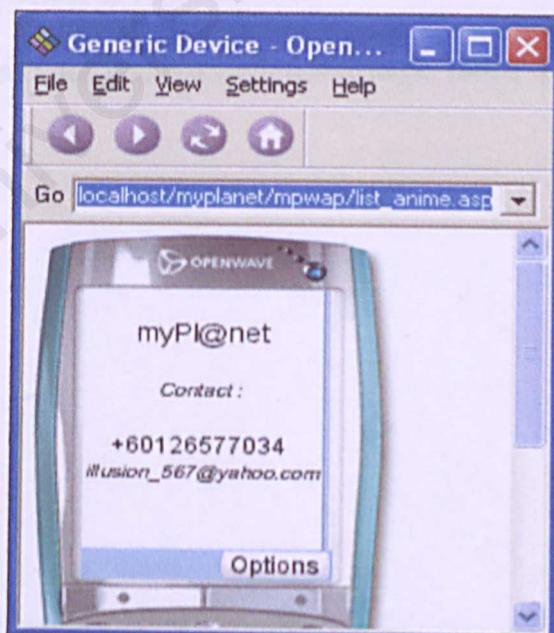 Generic Device - Open...
File Edit View Settings Help
Go localhost/myplanet/mpwap/list_anime.asp
OPENWAVE
myPl@net
Contact :
+60126577034
illusion_567@yahoo.com
Options